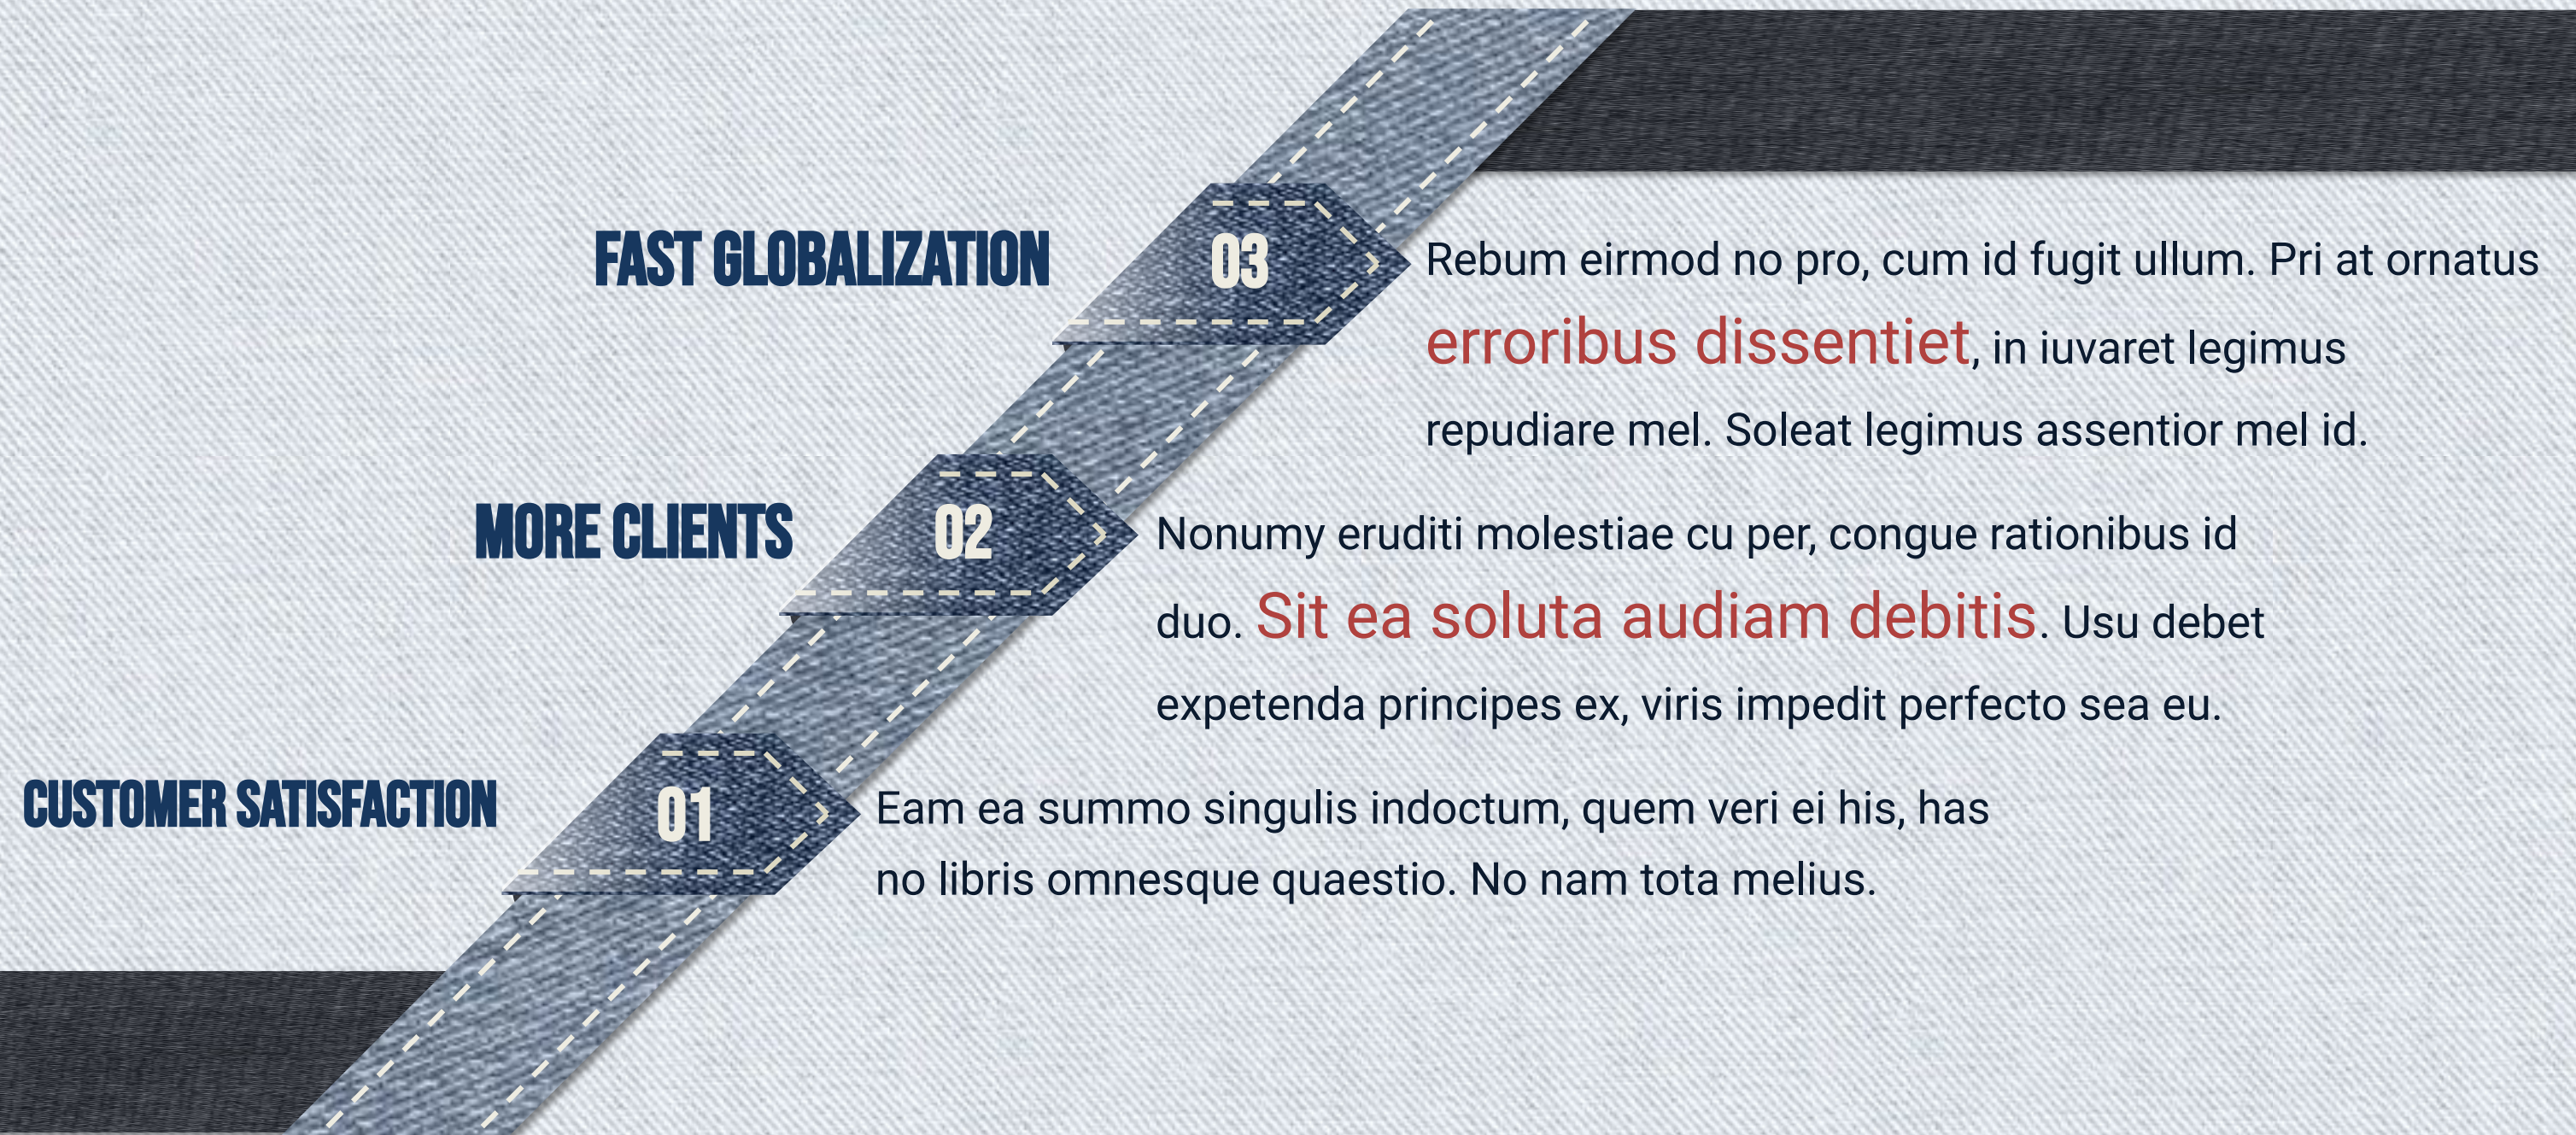 FAST GLOBALIZATION
03
Rebum eirmod no pro, cum id fugit ullum. Pri at ornatus
erroribus dissentiet, in iuvaret legimus
repudiare mel. Soleat legimus assentior mel id.
MORE CLIENTS
02
Nonumy eruditi molestiae cu per, congue rationibus id
duo. Sit ea soluta audiam debitis. Usu debet
expetenda principes ex, viris impedit perfecto sea eu.
CUSTOMER SATISFACTION
01
Eam ea summo singulis indoctum, quem veri ei his, has
no libris omnesque quaestio. No nam tota melius.